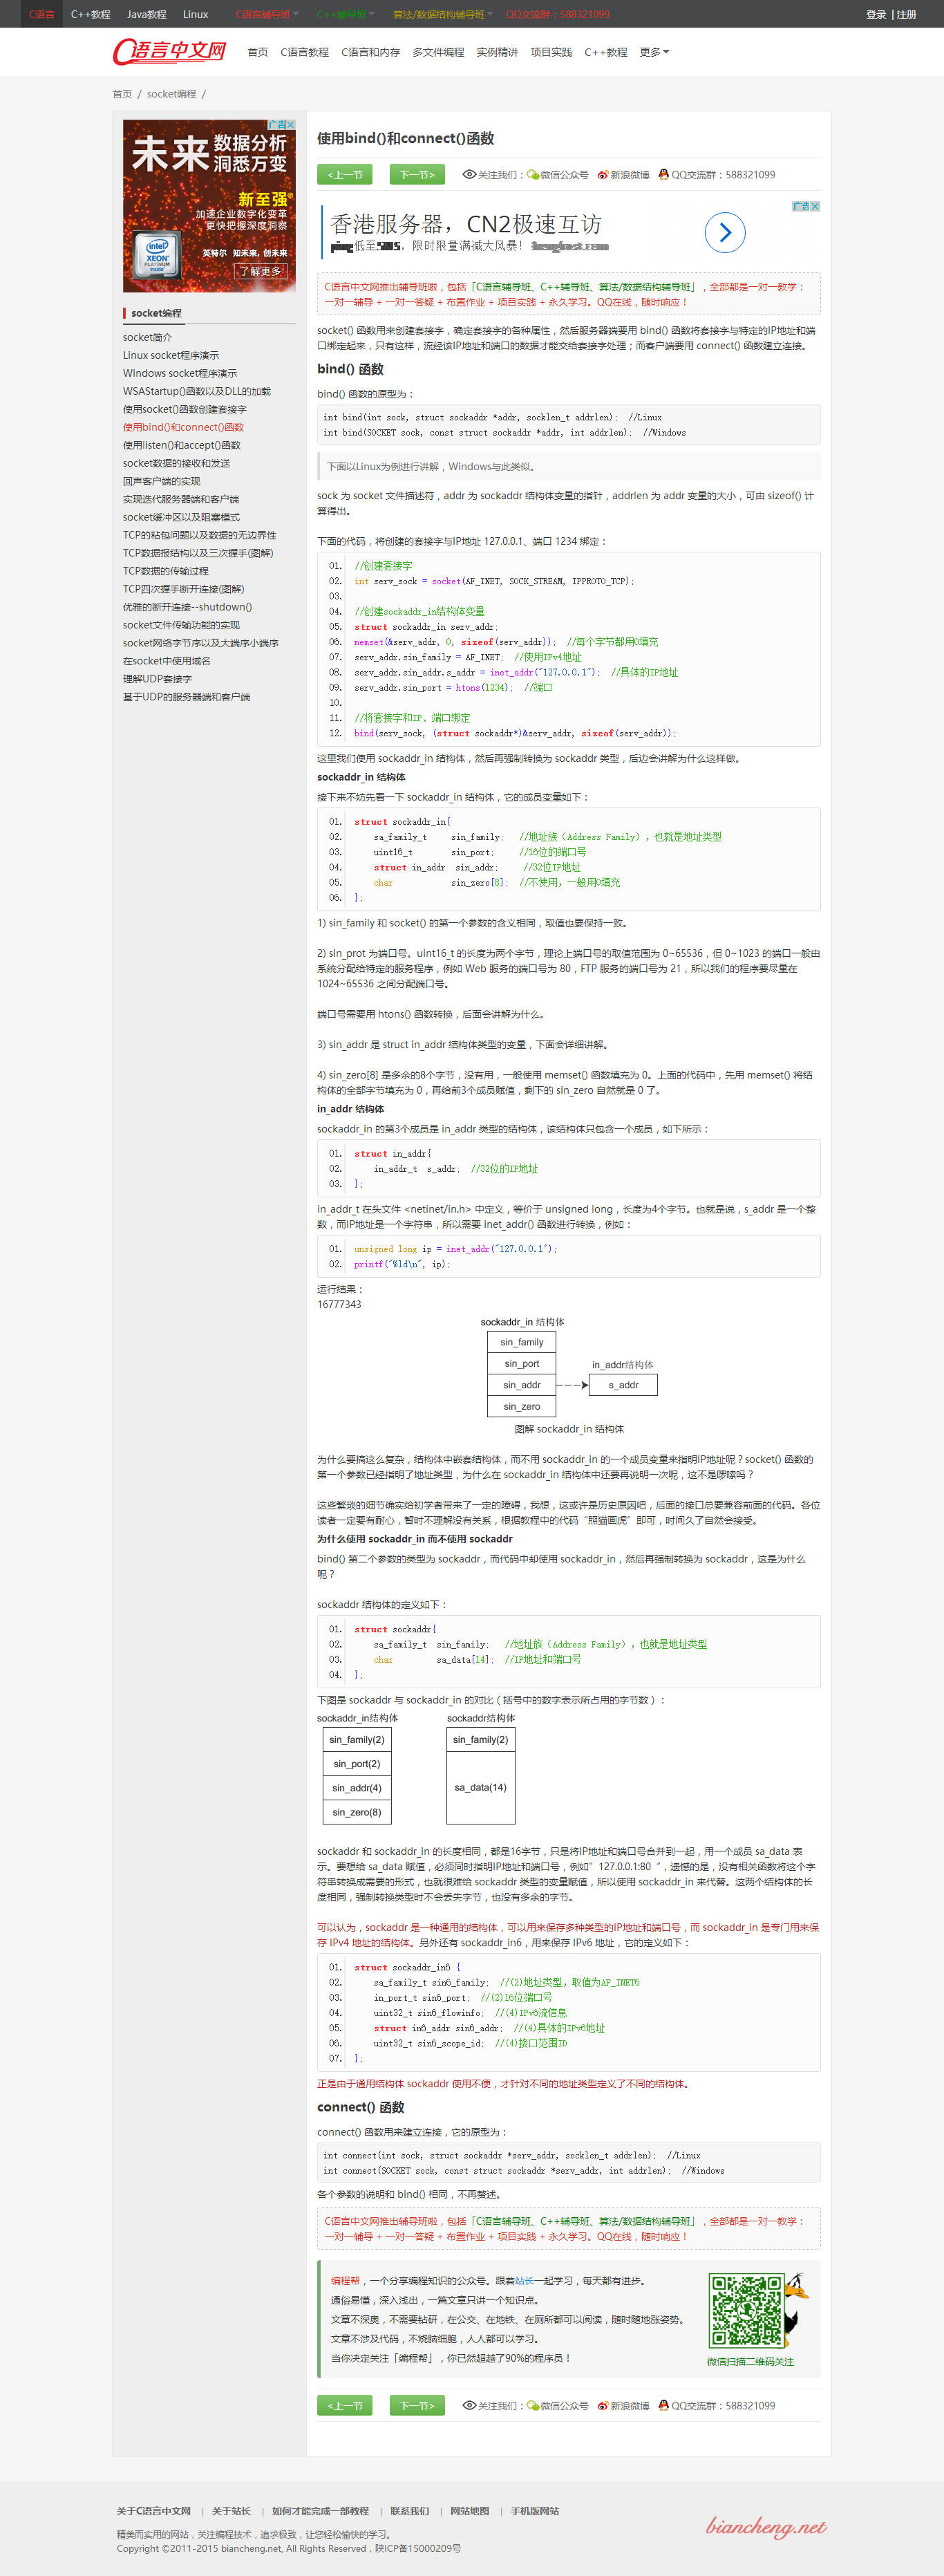 C语言 C++教程 Java教程 Linux C语言辅导班 C++辅导班 算法/数据结构辅导班 QQ交流群：588321099 登录 | 注册
C语言中文网 首页 C语言教程 C语言和内存 多文件编程 实例精讲 项目实践 C++教程 更多
首页 / socket编程 /
广告
未来 数据分析
洞悉万变
新至强®
加速企业数字化变革
更快把握深度洞察
intel XEON PLATINUM inside
英特尔 知未来，创未来
了解更多
socket编程
socket简介
Linux socket程序演示
Windows socket程序演示
WSAStartup()函数以及DLL的加载
使用socket()函数创建套接字
使用bind()和connect()函数
使用listen()和accept()函数
socket数据的接收和发送
回声客户端的实现
实现迭代服务器端和客户端
socket缓冲区以及阻塞模式
TCP的粘包问题以及数据的无边界性
TCP数据报结构以及三次握手(图解)
TCP数据的传输过程
TCP四次握手断开连接(图解)
优雅的断开连接--shutdown()
socket文件传输功能的实现
socket网络字节序以及大端序小端序
在socket中使用域名
理解UDP套接字
基于UDP的服务器端和客户端
使用bind()和connect()函数
<上一节 下一节> 关注我们： 微信公众号 新浪微博 QQ交流群：588321099
广告
香港服务器，CN2极速互访
低至 ，限时限量满减大风暴！
C语言中文网推出辅导班啦，包括「C语言辅导班、C++辅导班、算法/数据结构辅导班」，全部都是一对一教学：
一对一辅导 + 一对一答疑 + 布置作业 + 项目实践 + 永久学习。QQ在线，随时响应！
socket() 函数用来创建套接字，确定套接字的各种属性，然后服务器端要用 bind() 函数将套接字与特定的IP地址和端
口绑定起来，只有这样，流经该IP地址和端口的数据才能交给套接字处理；而客户端要用 connect() 函数建立连接。
bind() 函数
bind() 函数的原型为：
int bind(int sock, struct sockaddr *addr, socklen_t addrlen);  //Linux
int bind(SOCKET sock, const struct sockaddr *addr, int addrlen);  //Windows
下面以Linux为例进行讲解，Windows与此类似。
sock 为 socket 文件描述符，addr 为 sockaddr 结构体变量的指针，addrlen 为 addr 变量的大小，可由 sizeof() 计
算得出。
下面的代码，将创建的套接字与IP地址 127.0.0.1、端口 1234 绑定：
01. //创建套接字
02. int serv_sock = socket(AF_INET, SOCK_STREAM, IPPROTO_TCP);
03.
04. //创建sockaddr_in结构体变量
05. struct sockaddr_in serv_addr;
06. memset(&serv_addr, 0, sizeof(serv_addr));  //每个字节都用0填充
07. serv_addr.sin_family = AF_INET;  //使用IPv4地址
08. serv_addr.sin_addr.s_addr = inet_addr("127.0.0.1");  //具体的IP地址
09. serv_addr.sin_port = htons(1234);  //端口
10.
11. //将套接字和IP、端口绑定
12. bind(serv_sock, (struct sockaddr*)&serv_addr, sizeof(serv_addr));
这里我们使用 sockaddr_in 结构体，然后再强制转换为 sockaddr 类型，后边会讲解为什么这样做。
sockaddr_in 结构体
接下来不妨先看一下 sockaddr_in 结构体，它的成员变量如下：
01. struct sockaddr_in{
02. sa_family_t sin_family; //地址族（Address Family），也就是地址类型
03. uint16_t sin_port; //16位的端口号
04. struct in_addr sin_addr; //32位IP地址
05. char sin_zero[8]; //不使用，一般用0填充
06. };
1) sin_family 和 socket() 的第一个参数的含义相同，取值也要保持一致。
2) sin_prot 为端口号。uint16_t 的长度为两个字节，理论上端口号的取值范围为 0~65536，但 0~1023 的端口一般由
系统分配给特定的服务程序，例如 Web 服务的端口号为 80，FTP 服务的端口号为 21，所以我们的程序要尽量在
1024~65536 之间分配端口号。
端口号需要用 htons() 函数转换，后面会讲解为什么。
3) sin_addr 是 struct in_addr 结构体类型的变量，下面会详细讲解。
4) sin_zero[8] 是多余的8个字节，没有用，一般使用 memset() 函数填充为 0。上面的代码中，先用 memset() 将结
构体的全部字节填充为 0，再给前3个成员赋值，剩下的 sin_zero 自然就是 0 了。
in_addr 结构体
sockaddr_in 的第3个成员是 in_addr 类型的结构体，该结构体只包含一个成员，如下所示：
01. struct in_addr{
02. in_addr_t s_addr; //32位的IP地址
03. };
in_addr_t 在头文件 <netinet/in.h> 中定义，等价于 unsigned long，长度为4个字节。也就是说，s_addr 是一个整
数，而IP地址是一个字符串，所以需要 inet_addr() 函数进行转换，例如：
01. unsigned long ip = inet_addr("127.0.0.1");
02. printf("%ld\n", ip);
运行结果：
16777343
sockaddr_in 结构体
sin_family
sin_port
in_addr结构体
sin_addr s_addr
sin_zero
图解 sockaddr_in 结构体
为什么要搞这么复杂，结构体中嵌套结构体，而不用 sockaddr_in 的一个成员变量来指明IP地址呢？socket() 函数的
第一个参数已经指明了地址类型，为什么在 sockaddr_in 结构体中还要再说明一次呢，这不是啰嗦吗？
这些繁琐的细节确实给初学者带来了一定的障碍，我想，这或许是历史原因吧，后面的接口总要兼容前面的代码。各位
读者一定要有耐心，暂时不理解没有关系，根据教程中的代码“照猫画虎”即可，时间久了自然会接受。
为什么使用 sockaddr_in 而不使用 sockaddr
bind() 第二个参数的类型为 sockaddr，而代码中却使用 sockaddr_in，然后再强制转换为 sockaddr，这是为什么
呢？
sockaddr 结构体的定义如下：
01. struct sockaddr{
02. sa_family_t sin_family; //地址族（Address Family），也就是地址类型
03. char sa_data[14]; //IP地址和端口号
04. };
下图是 sockaddr 与 sockaddr_in 的对比（括号中的数字表示所占用的字节数）：
sockaddr_in结构体 sockaddr结构体
sin_family(2) sin_family(2)
sin_port(2)
sin_addr(4) sa_data(14)
sin_zero(8)
sockaddr 和 sockaddr_in 的长度相同，都是16字节，只是将IP地址和端口号合并到一起，用一个成员 sa_data 表
示。要想给 sa_data 赋值，必须同时指明IP地址和端口号，例如”127.0.0.1:80“，遗憾的是，没有相关函数将这个字
符串转换成需要的形式，也就很难给 sockaddr 类型的变量赋值，所以使用 sockaddr_in 来代替。这两个结构体的长
度相同，强制转换类型时不会丢失字节，也没有多余的字节。
可以认为，sockaddr 是一种通用的结构体，可以用来保存多种类型的IP地址和端口号，而 sockaddr_in 是专门用来保
存 IPv4 地址的结构体。另外还有 sockaddr_in6，用来保存 IPv6 地址，它的定义如下：
01. struct sockaddr_in6 {
02. sa_family_t sin6_family;  //(2)地址类型，取值为AF_INET6
03. in_port_t sin6_port;  //(2)16位端口号
04. uint32_t sin6_flowinfo;  //(4)IPv6流信息
05. struct in6_addr sin6_addr;  //(4)具体的IPv6地址
06. uint32_t sin6_scope_id;  //(4)接口范围ID
07. };
正是由于通用结构体 sockaddr 使用不便，才针对不同的地址类型定义了不同的结构体。
connect() 函数
connect() 函数用来建立连接，它的原型为：
int connect(int sock, struct sockaddr *serv_addr, socklen_t addrlen);  //Linux
int connect(SOCKET sock, const struct sockaddr *serv_addr, int addrlen);  //Windows
各个参数的说明和 bind() 相同，不再赘述。
C语言中文网推出辅导班啦，包括「C语言辅导班、C++辅导班、算法/数据结构辅导班」，全部都是一对一教学：
一对一辅导 + 一对一答疑 + 布置作业 + 项目实践 + 永久学习。QQ在线，随时响应！
编程帮，一个分享编程知识的公众号。跟着站长一起学习，每天都有进步。
通俗易懂，深入浅出，一篇文章只讲一个知识点。
文章不深奥，不需要钻研，在公交、在地铁、在厕所都可以阅读，随时随地涨姿势。
文章不涉及代码，不烧脑细胞，人人都可以学习。
当你决定关注「编程帮」，你已然超越了90%的程序员！
微信扫描二维码关注
<上一节 下一节> 关注我们： 微信公众号 新浪微博 QQ交流群：588321099
关于C语言中文网 | 关于站长 | 如何才能完成一部教程 | 联系我们 | 网站地图 | 手机版网站
精美而实用的网站，关注编程技术，追求极致，让您轻松愉快的学习。
Copyright ©2011-2015 biancheng.net, All Rights Reserved，陕ICP备15000209号
biancheng.net